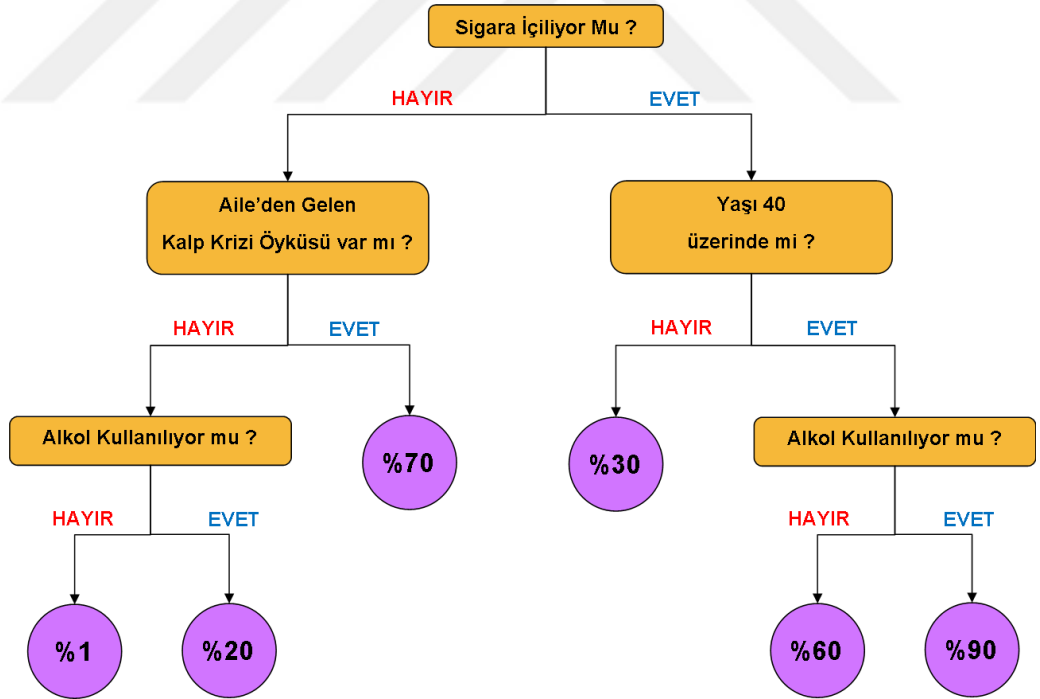 Sigara İçiliyor Mu ?
HAYIR
EVET
Aile'den Gelen
Kalp Krizi Öyküsü var mı ?
Yaşı 40
üzerinde mi ?
HAYIR
EVET
HAYIR
EVET
Alkol Kullanılıyor mu ?
%70
%30
Alkol Kullanılıyor mu ?
HAYIR
EVET
HAYIR
EVET
%1
%20
%60
%90